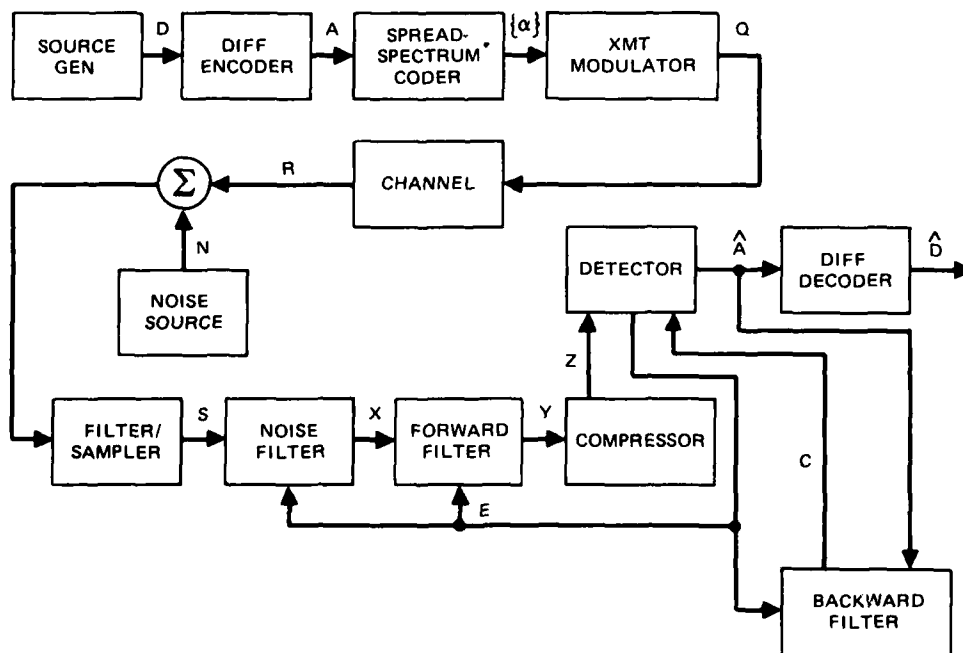 SOURCE
GEN
D
DIFF
ENCODER
A
SPREAD-
SPECTRUM*
CODER
{α}
XMT
MODULATOR
Q
Σ
R
CHANNEL
N
NOISE
SOURCE
DETECTOR
Â
DIFF
DECODER
D̂
Z
FILTER/
SAMPLER
S
NOISE
FILTER
X
FORWARD
FILTER
Y
COMPRESSOR
C
E
BACKWARD
FILTER